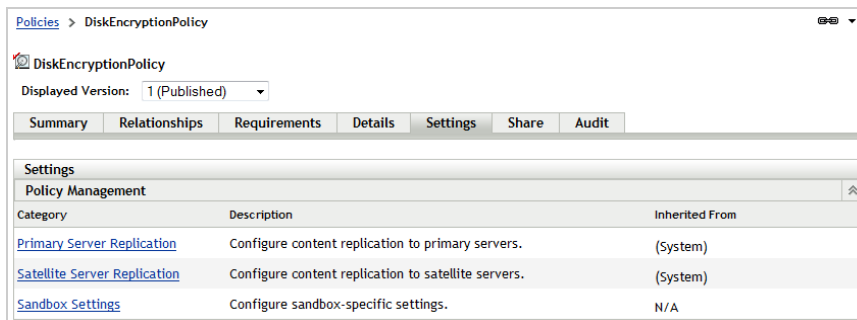 Policies > DiskEncryptionPolicy
DiskEncryptionPolicy
Displayed Version: 1 (Published)
Summary Relationships Requirements Details Settings Share Audit
Settings
Policy Management
Category Description Inherited From
Primary Server Replication Configure content replication to primary servers. (System)
Satellite Server Replication Configure content replication to satellite servers. (System)
Sandbox Settings Configure sandbox-specific settings. N/A